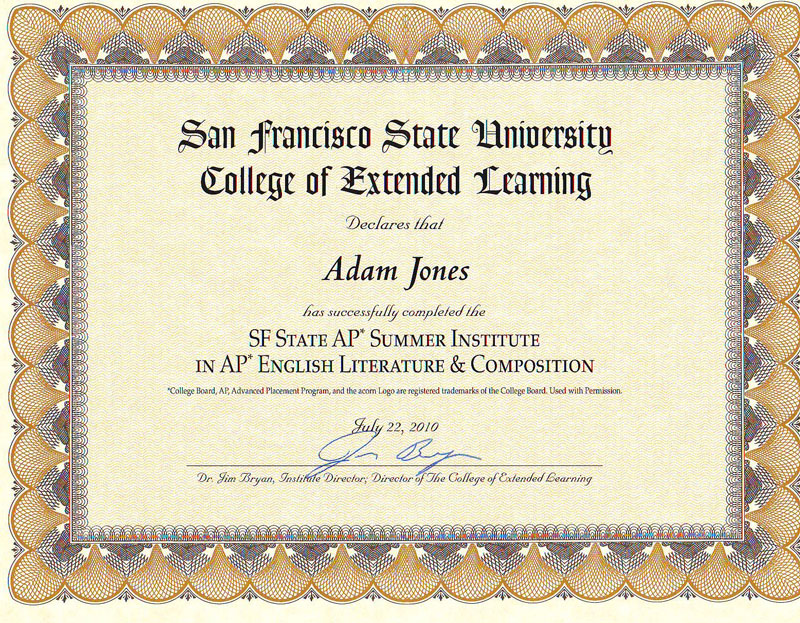 San Francisco State University
College of Extended Learning
Declares that
Adam Jones
has successfully completed the
SF STATE AP* SUMMER INSTITUTE
IN AP* ENGLISH LITERATURE & COMPOSITION
*College Board, AP, Advanced Placement Program, and the acorn Logo are registered trademarks of the College Board. Used with Permission.
July 22, 2010
Dr. Jim Bryan, Institute Director; Director of The College of Extended Learning